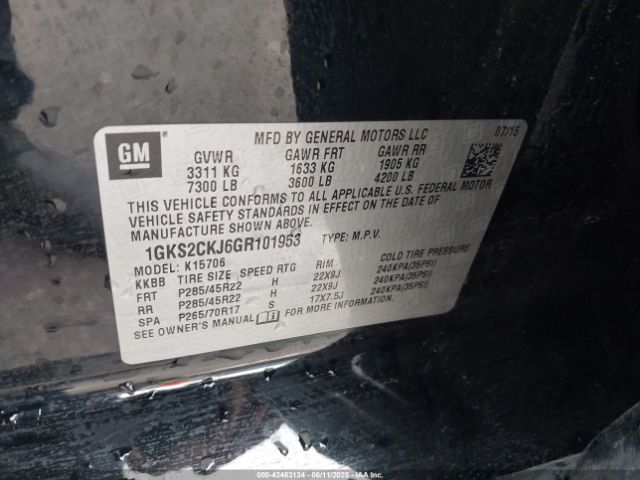 GM
®
MFD BY GENERAL MOTORS LLC 07/15
GVWR GAWR FRT GAWR RR
3311 KG 1633 KG 1905 KG
7300 LB 3600 LB 4200 LB
THIS VEHICLE CONFORMS TO ALL APPLICABLE U.S. FEDERAL MOTOR
VEHICLE SAFETY STANDARDS IN EFFECT ON THE DATE OF
MANUFACTURE SHOWN ABOVE.
1GKS2CKJ6GR101953 TYPE: M.P.V.
MODEL: K15706
KKBB TIRE SIZE SPEED RTG RIM COLD TIRE PRESSURE
FRT P285/45R22 H 22X9J 240KPA(35PSI)
RR P285/45R22 H 22X9J 240KPA(35PSI)
SPA P265/70R17 S 17X7.5J 240KPA(35PSI)
SEE OWNER'S MANUAL FOR MORE INFORMATION.
000-42463134 - 06/11/2025 - IAAI.COM